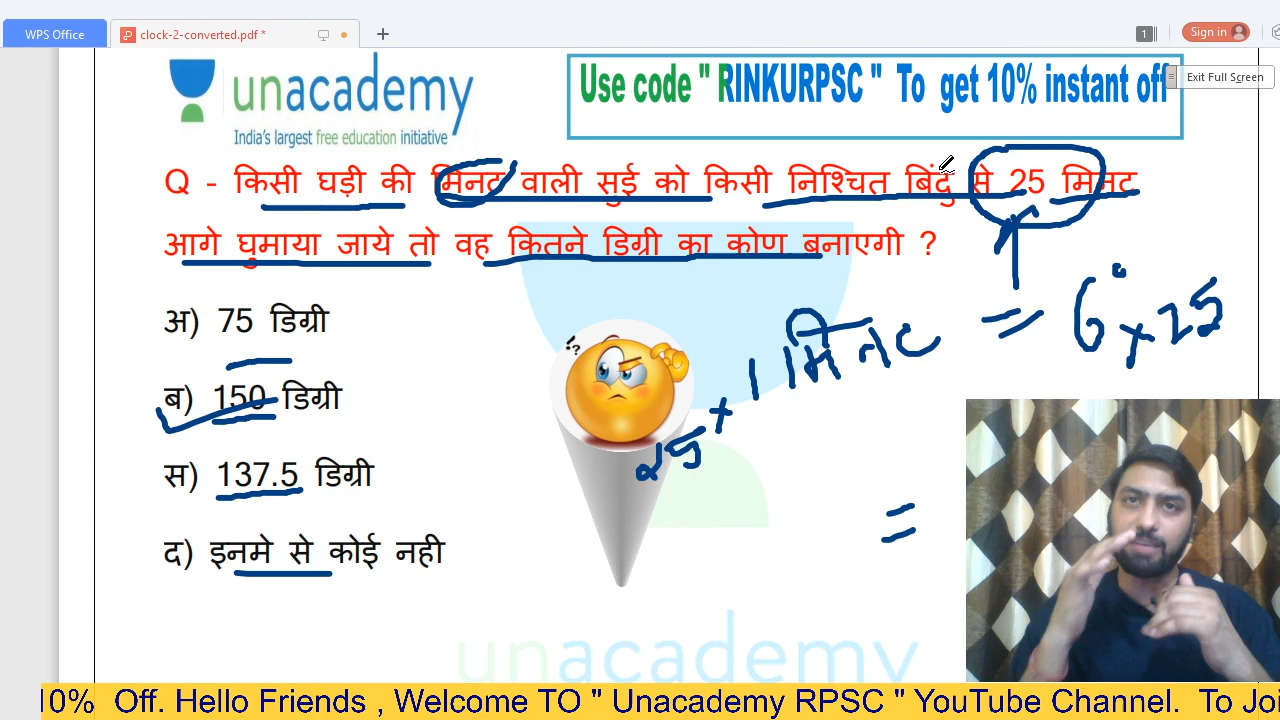 WPS Office
clock-2-converted.pdf *
1
Sign in
Exit Full Screen
unacademy
India's largest free education initiative
Use code " RINKURPSC " To get 10% instant off
Q - किसी घड़ी की मिनट वाली सुई को किसी निश्चित बिंदु से 25 मिनट
आगे घुमाया जाये तो वह कितने डिग्री का कोण बनाएगी ?
अ) 75 डिग्री
ब) 150 डिग्री
स) 137.5 डिग्री
द) इनमे से कोई नही
25 × 1 मिनट = 6° × 25
=
unacademy
10% Off. Hello Friends , Welcome TO " Unacademy RPSC " YouTube Channel. To Joi